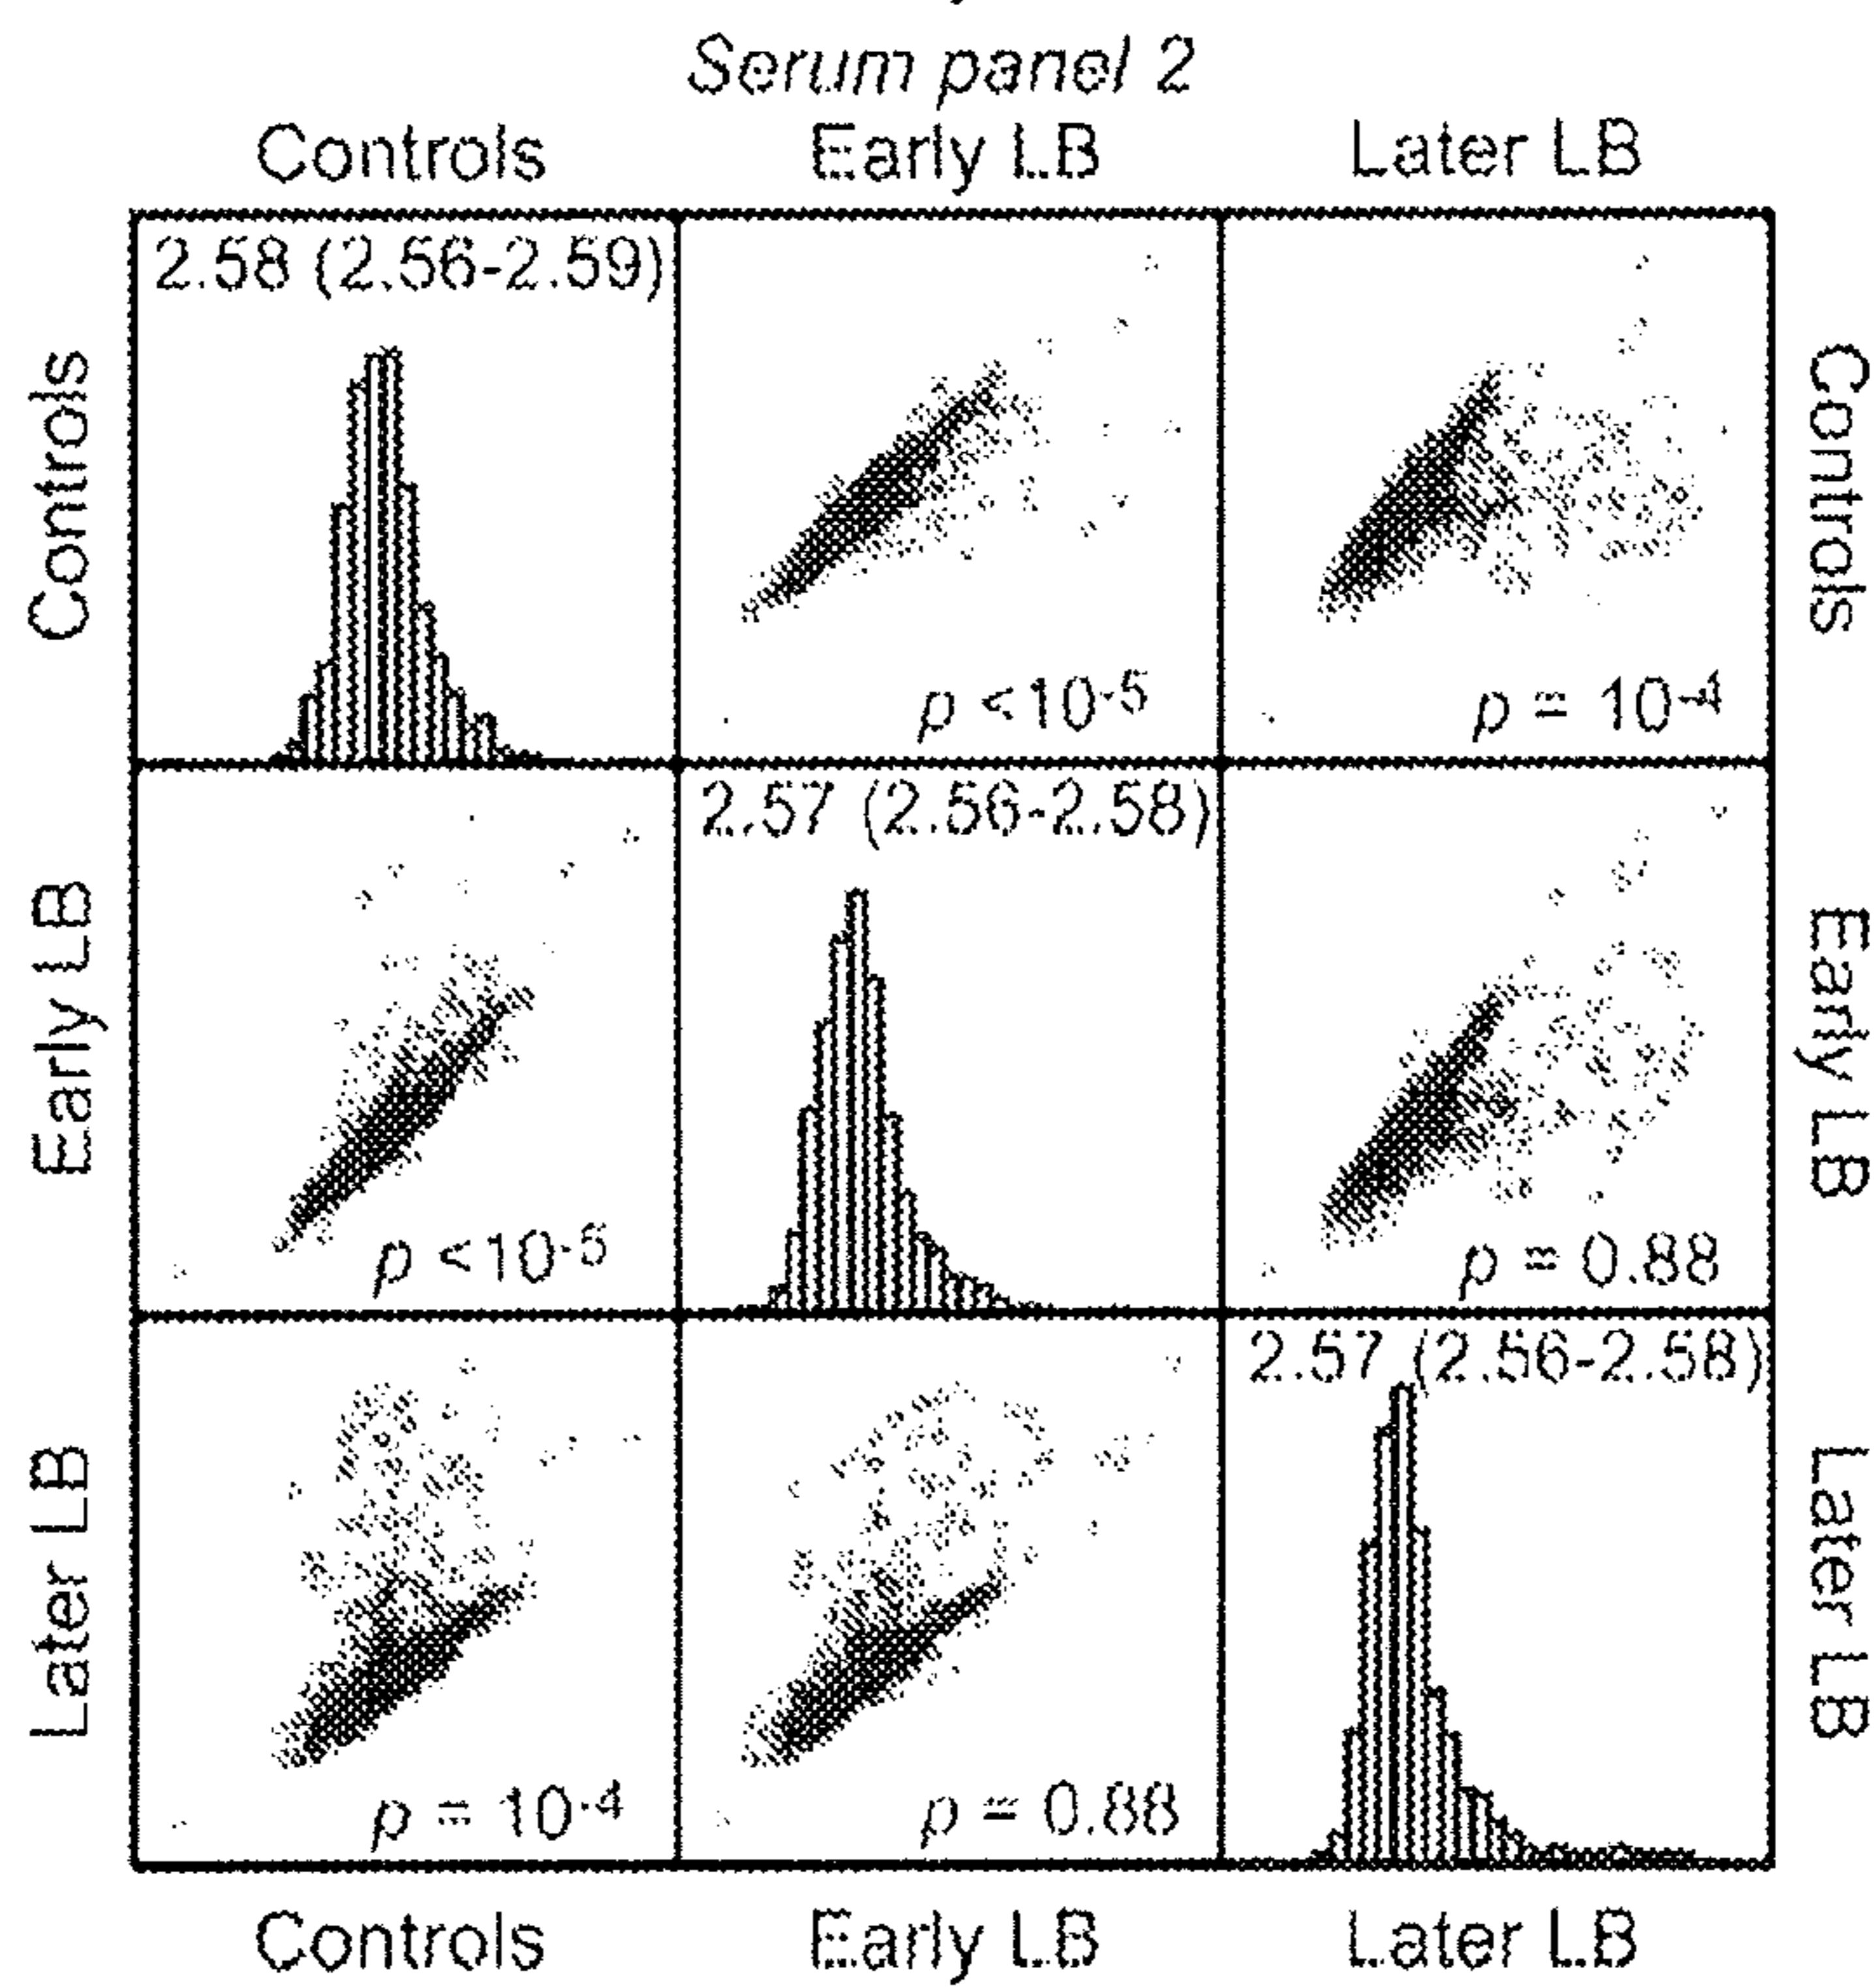 Serum panel 2
Controls Early LB Later LB
2.58 (2.56-2.59)
Controls
Controls
p <10-5
p = 10-4
2.57 (2.56-2.58)
Early LB
Early LB
p <10-5
p = 0.88
2.57 (2.56-2.58)
Later LB
Later LB
p = 10-4
p = 0.88
Controls Early LB Later LB